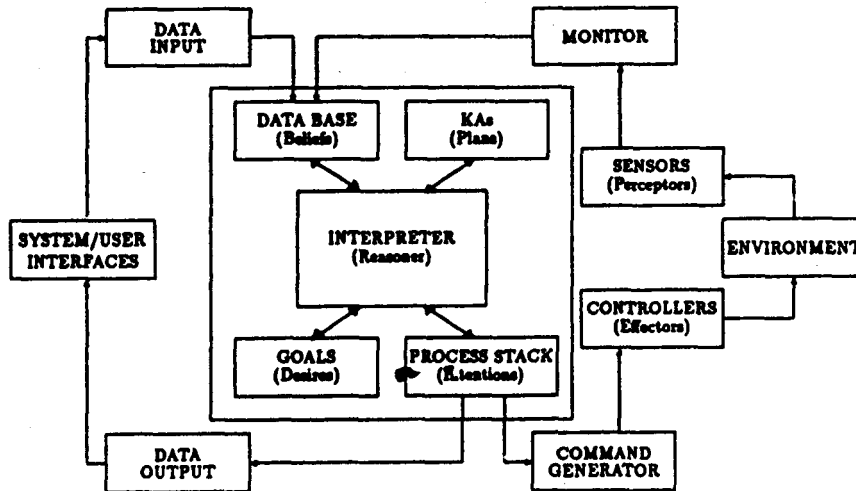 DATA
INPUT
MONITOR
DATA BASE
(Beliefs)
KAs
(Plans)
SENSORS
(Perceptors)
SYSTEM/USER
INTERFACES
INTERPRETER
(Reasoner)
ENVIRONMENT
CONTROLLERS
(Effectors)
GOALS
(Desires)
PROCESS STACK
DATA
OUTPUT
COMMAND
GENERATOR